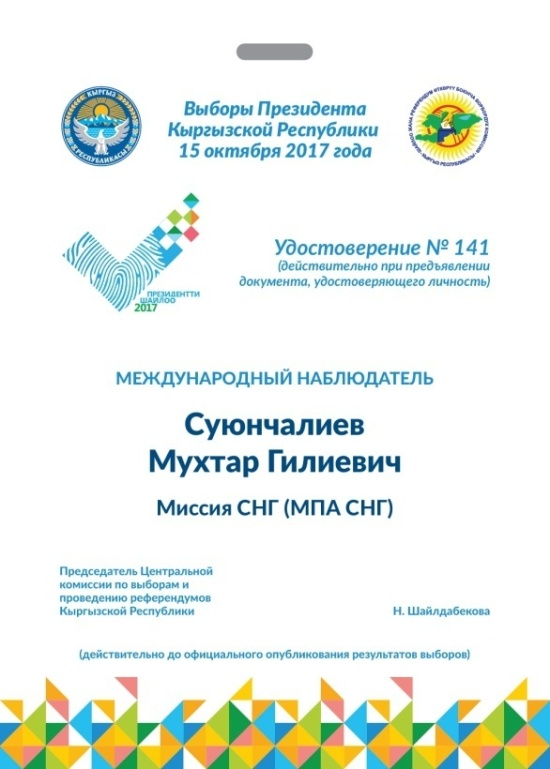 Выборы Президента
Кыргызской Республики
15 октября 2017 года
КЫРГЫЗ
РЕСПУБЛИКАСЫ
Удостоверение № 141
(действительно при предъявлении
документа, удостоверяющего личность)
ПРЕЗИДЕНТТИ
ШАЙЛОО
2017
МЕЖДУНАРОДНЫЙ НАБЛЮДАТЕЛЬ
Суюнчалиев
Мухтар Гилиевич
Миссия СНГ (МПА СНГ)
Председатель Центральной
комиссии по выборам и
проведению референдумов
Кыргызской Республики
Н. Шайлдабекова
(действительно до официального опубликования результатов выборов)